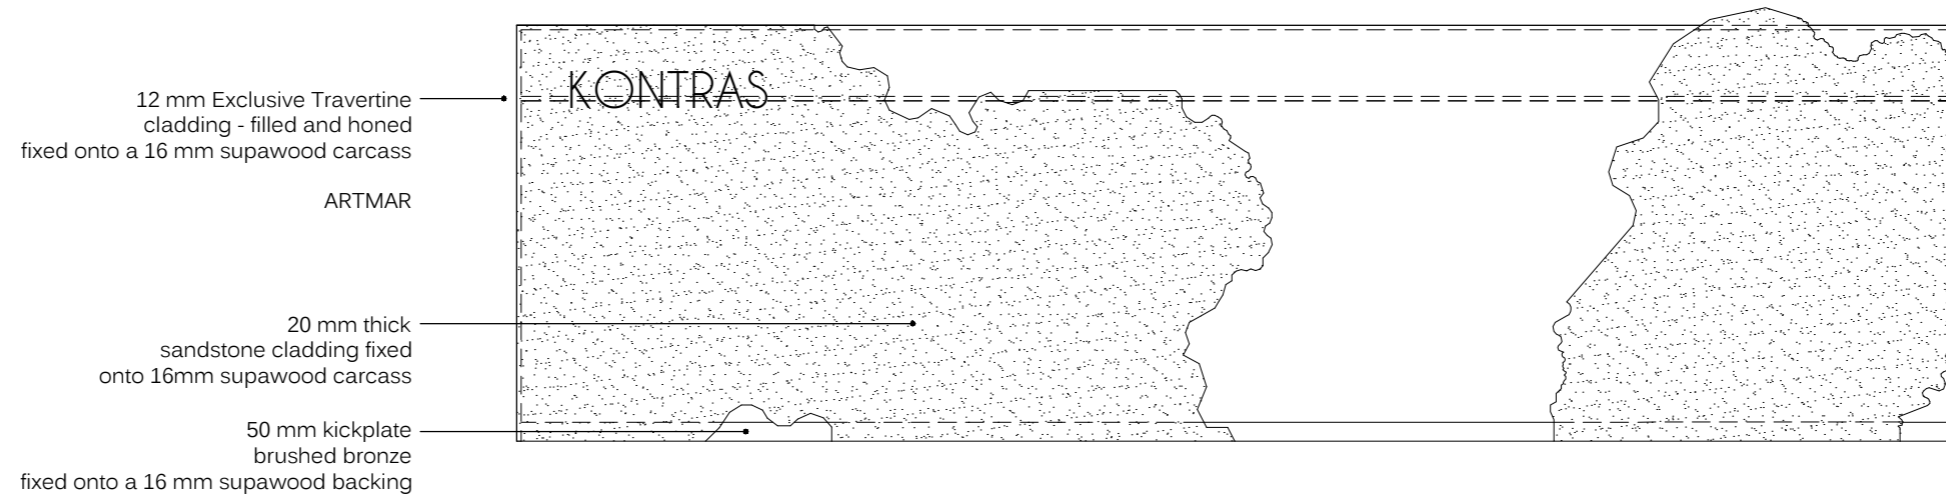 KONTRAS
12 mm Exclusive Travertine
cladding - filled and honed
fixed onto a 16 mm supawood carcass
ARTMAR
20 mm thick
sandstone cladding fixed
onto 16mm supawood carcass
50 mm kickplate
brushed bronze
fixed onto a 16 mm supawood backing